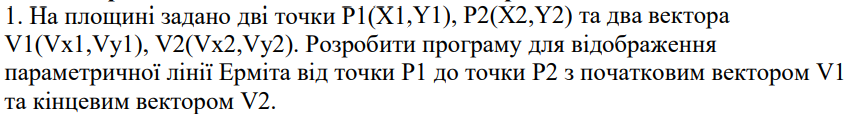 1. На площині задано дві точки P1(X1,Y1), P2(X2,Y2) та два вектора
V1(Vx1,Vy1), V2(Vx2,Vy2). Розробити програму для відображення
параметричної лінії Ерміта від точки P1 до точки P2 з початковим вектором V1
та кінцевим вектором V2.